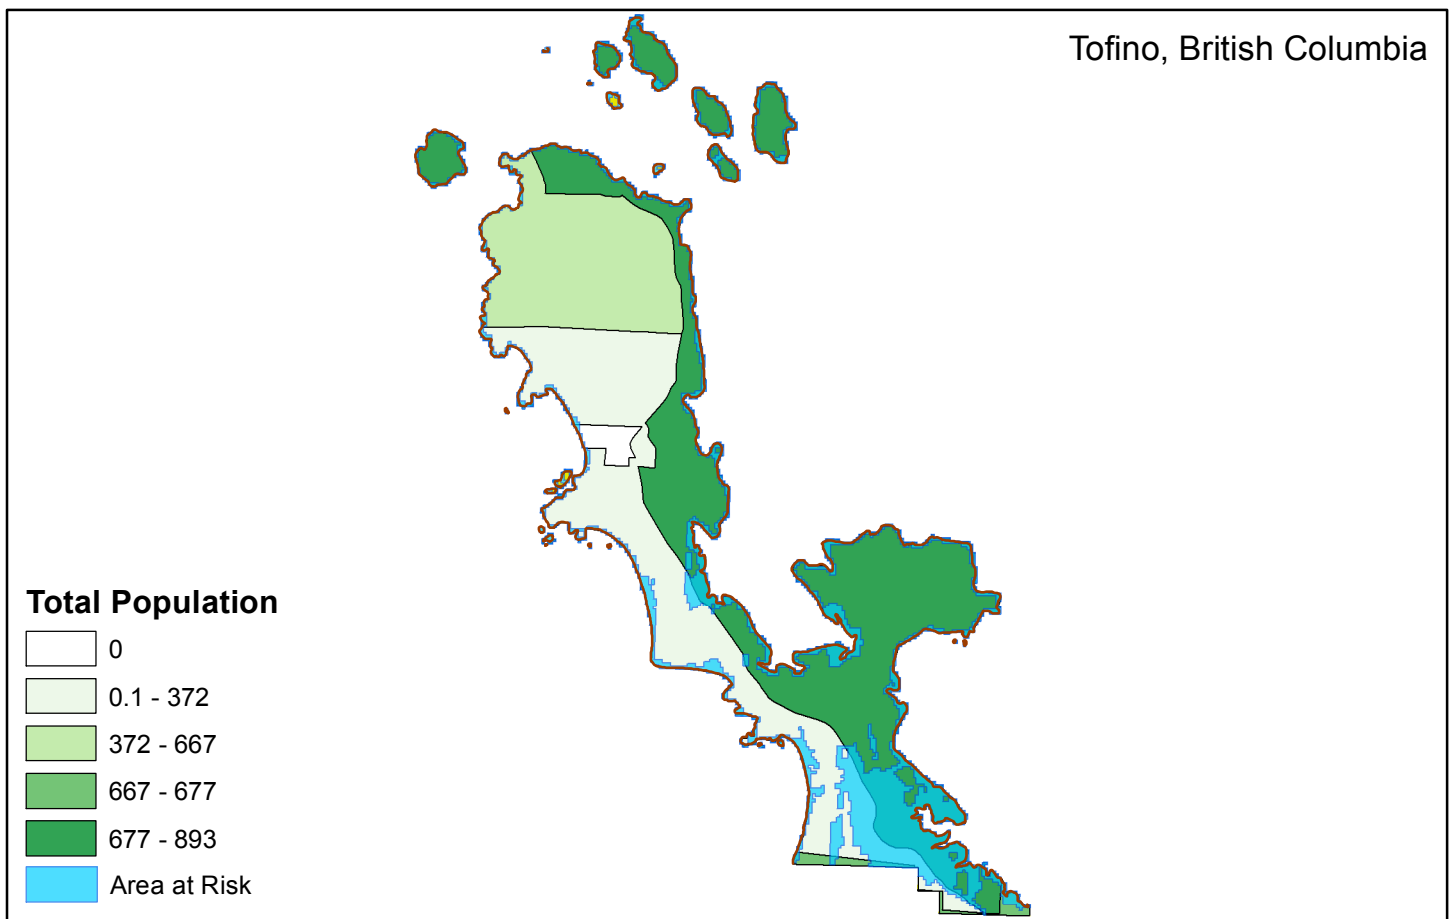 Tofino, British Columbia
Total Population
0
0.1 - 372
372 - 667
667 - 677
677 - 893
Area at Risk